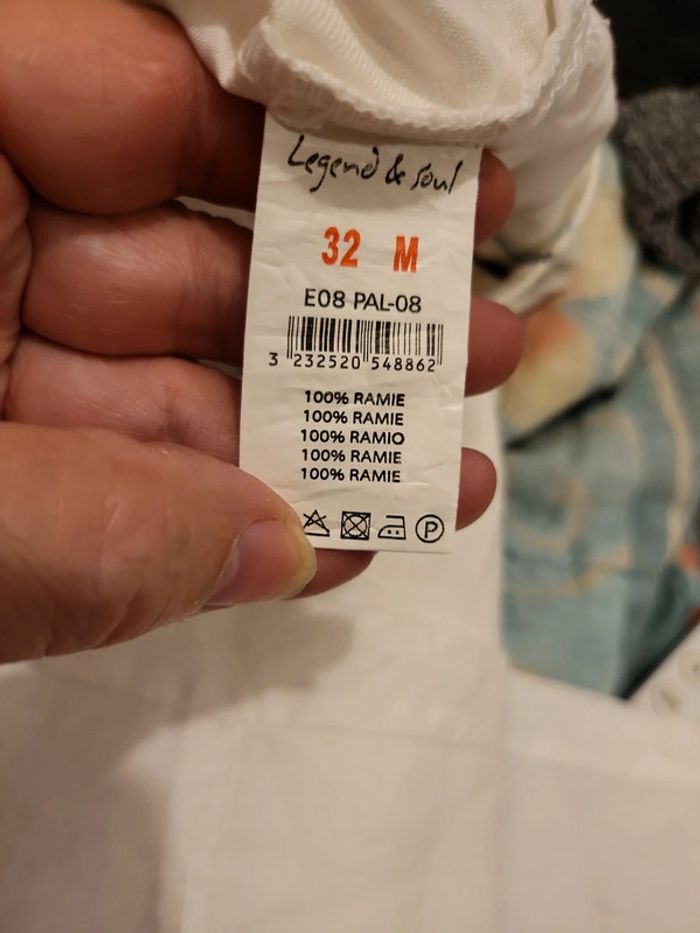 Legend & Soul
32 M
E08 PAL-08
3 232520 548862
100% RAMIE
100% RAMIE
100% RAMIO
100% RAMIE
100% RAMIE
P